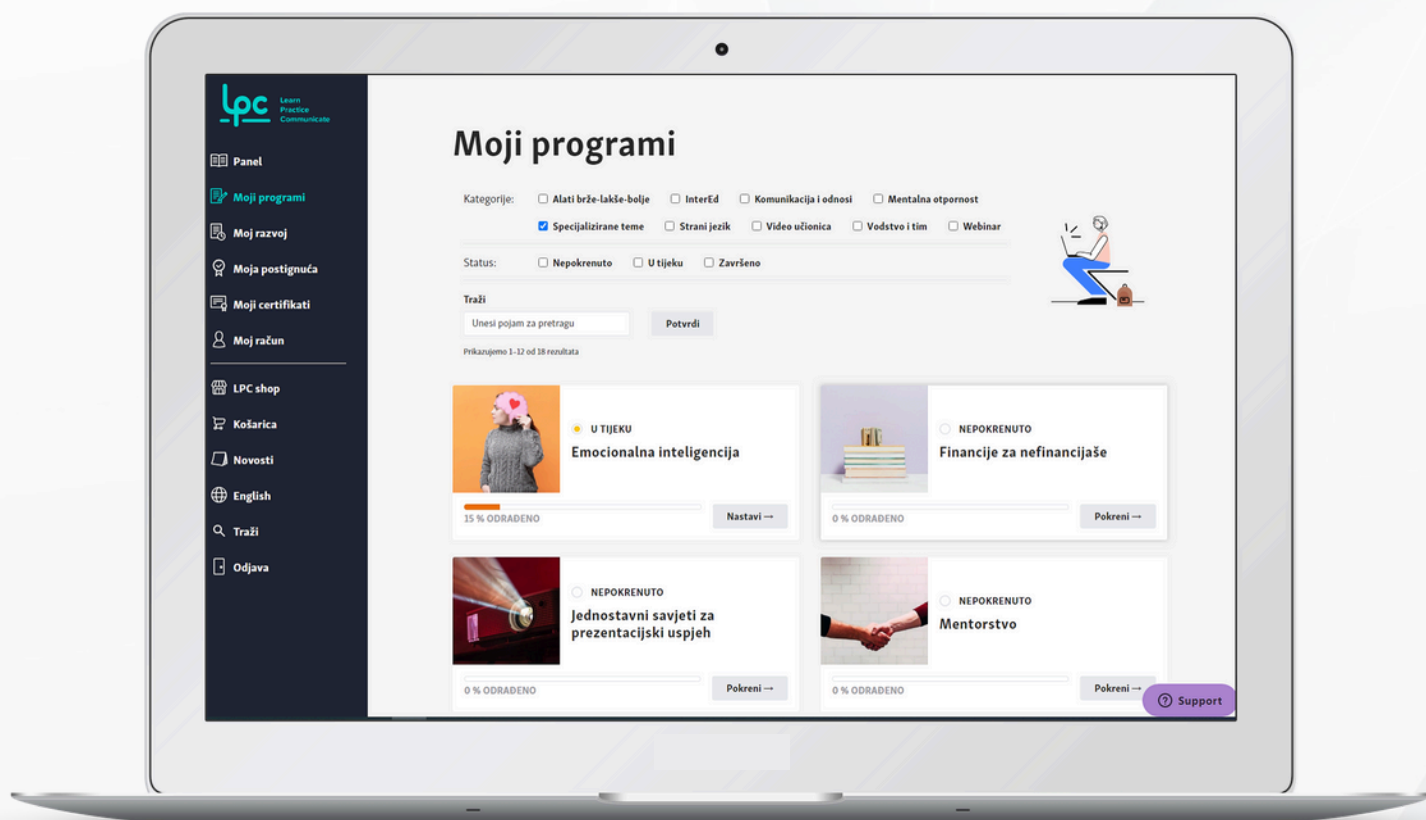 lpc
Learn
Practice
Communicate
Panel
Moji programi
Moj razvoj
Moja postignuća
Moji certifikati
Moj račun
LPC shop
Košarica
Novosti
English
Traži
Odjava
Moji programi
Kategorije: Alati brže-lakše-bolje InterEd Komunikacija i odnosi Mentalna otpornost
Specijalizirane teme Strani jezik Video učionica Vodstvo i tim Webinar
Status: Nepokrenuto U tijeku Završeno
Traži
Unesi pojam za pretragu Potvrdi
Prikazujemo 1–12 od 18 rezultata
U TIJEKU
Emocionalna inteligencija
15 % ODRAĐENO Nastavi →
NEPOKRENUTO
Financije za nefinancijaše
0 % ODRAĐENO Pokreni →
NEPOKRENUTO
Jednostavni savjeti za
prezentacijski uspjeh
0 % ODRAĐENO Pokreni →
NEPOKRENUTO
Mentorstvo
0 % ODRAĐENO Pokreni →
Support